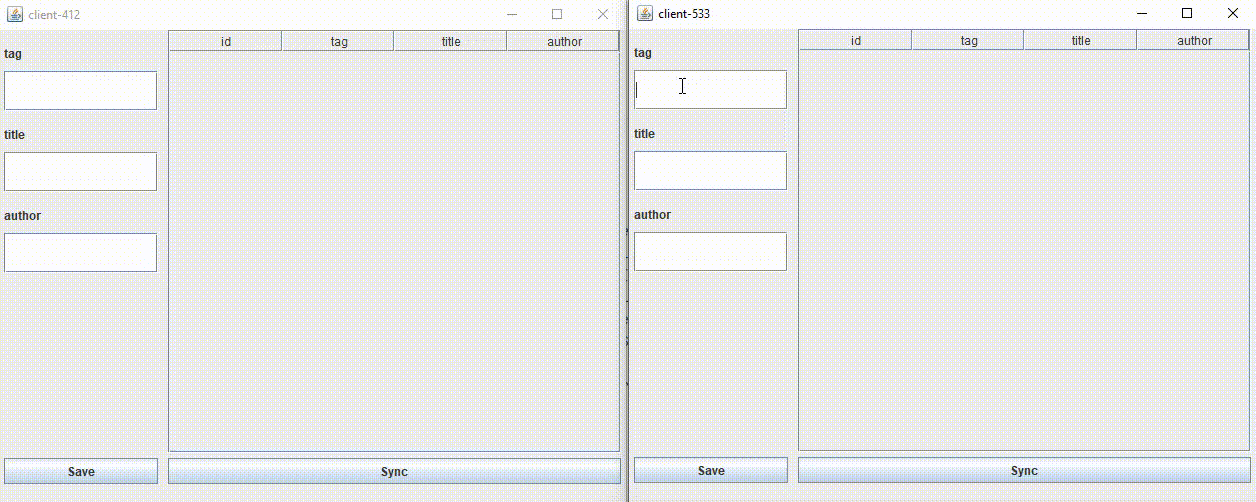 client-412
id tag title author
tag
title
author
Save Sync
client-533
id tag title author
tag
title
author
Save Sync